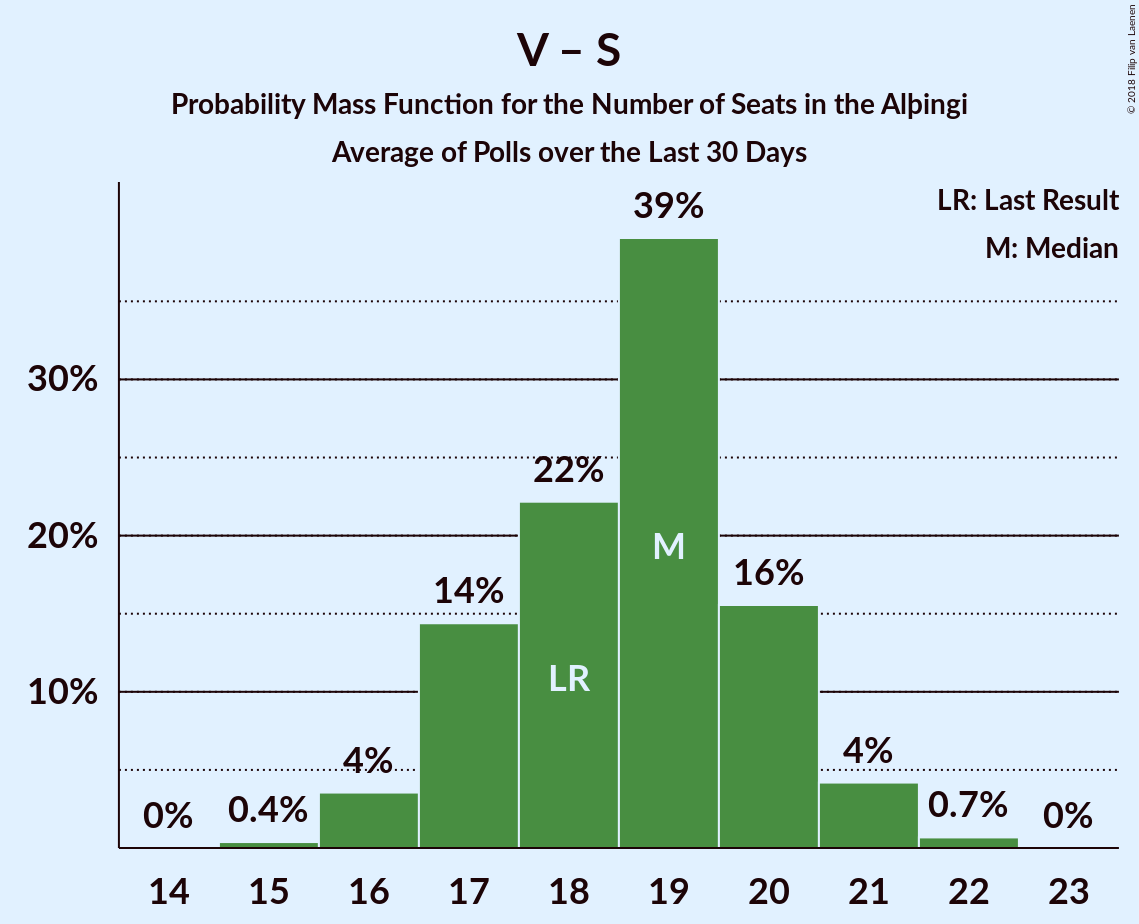 V – S
Probability Mass Function for the Number of Seats in the Alþingi
Average of Polls over the Last 30 Days
© 2018 Filip van Laenen
LR: Last Result
M: Median
39%
30%
22%
20%
M
16%
14%
LR
10%
4%
4%
0%
0.4%
0.7%
0%
14 15 16 17 18 19 20 21 22 23